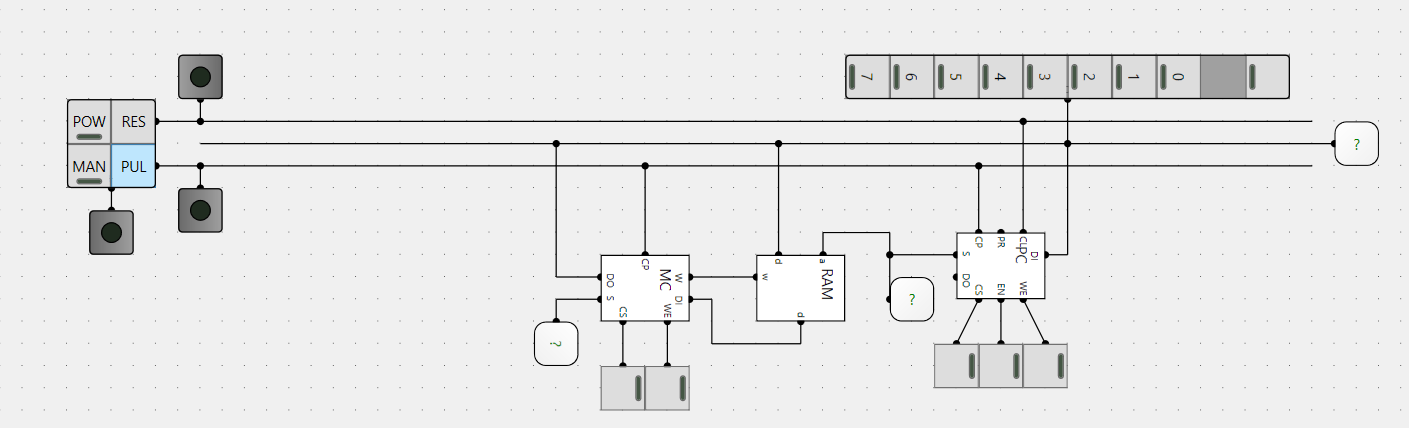 7 6 5 4 3 2 1 0
POW RES
MAN PUL
?
CP PR CL DI
PC
S
DO
CS EN WE
CP
DO W
MC
S DI
CS WE
d a
w
RAM
d
?
?